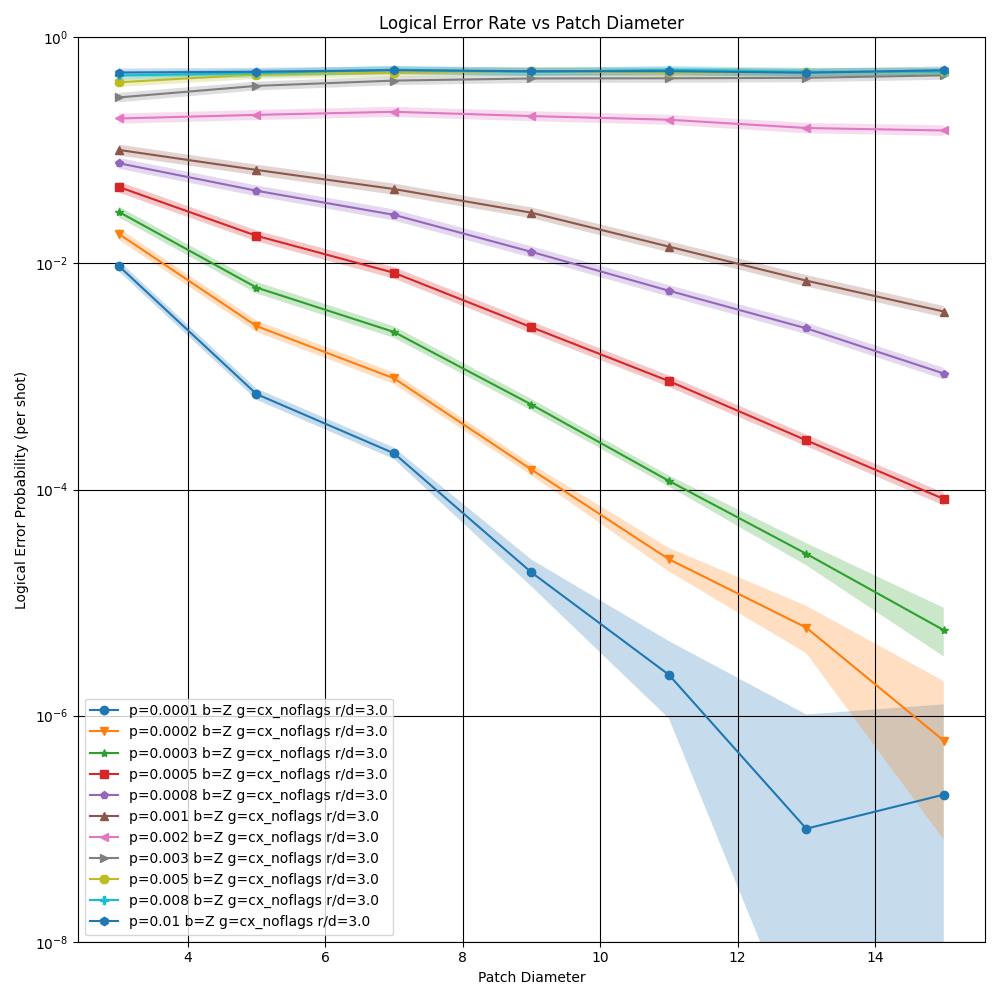 Logical Error Rate vs Patch Diameter
Logical Error Probability (per shot)
10^0
10^-2
10^-4
10^-6
10^-8
p=0.0001 b=Z g=cx_noflags r/d=3.0
p=0.0002 b=Z g=cx_noflags r/d=3.0
p=0.0003 b=Z g=cx_noflags r/d=3.0
p=0.0005 b=Z g=cx_noflags r/d=3.0
p=0.0008 b=Z g=cx_noflags r/d=3.0
p=0.001 b=Z g=cx_noflags r/d=3.0
p=0.002 b=Z g=cx_noflags r/d=3.0
p=0.003 b=Z g=cx_noflags r/d=3.0
p=0.005 b=Z g=cx_noflags r/d=3.0
p=0.008 b=Z g=cx_noflags r/d=3.0
p=0.01 b=Z g=cx_noflags r/d=3.0
4 6 8 10 12 14
Patch Diameter